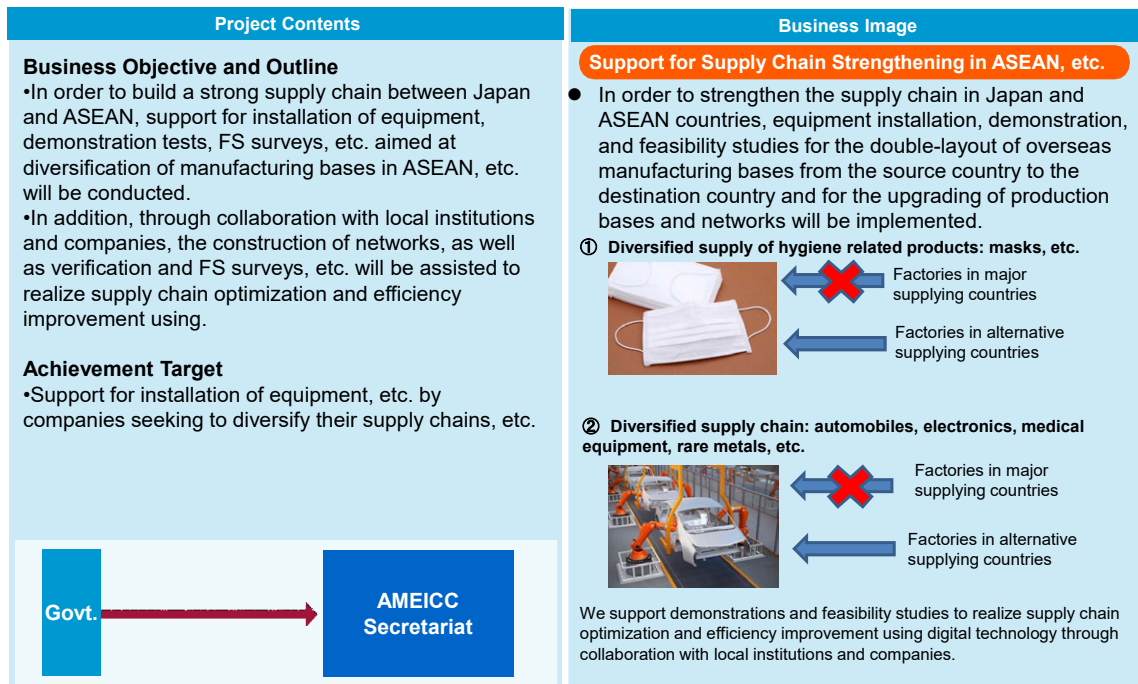 Project Contents
Business Objective and Outline
•In order to build a strong supply chain between Japan
and ASEAN, support for installation of equipment,
demonstration tests, FS surveys, etc. aimed at
diversification of manufacturing bases in ASEAN, etc.
will be conducted.
•In addition, through collaboration with local institutions
and companies, the construction of networks, as well
as verification and FS surveys, etc. will be assisted to
realize supply chain optimization and efficiency
improvement using.
Achievement Target
•Support for installation of equipment, etc. by
companies seeking to diversify their supply chains, etc.
Govt.
AMEICC
Secretariat
Business Image
Support for Supply Chain Strengthening in ASEAN, etc.
● In order to strengthen the supply chain in Japan and
ASEAN countries, equipment installation, demonstration,
and feasibility studies for the double-layout of overseas
manufacturing bases from the source country to the
destination country and for the upgrading of production
bases and networks will be implemented.
① Diversified supply of hygiene related products: masks, etc.
Factories in major
supplying countries
Factories in alternative
supplying countries
② Diversified supply chain: automobiles, electronics, medical
equipment, rare metals, etc.
Factories in major
supplying countries
Factories in alternative
supplying countries
We support demonstrations and feasibility studies to realize supply chain
optimization and efficiency improvement using digital technology through
collaboration with local institutions and companies.